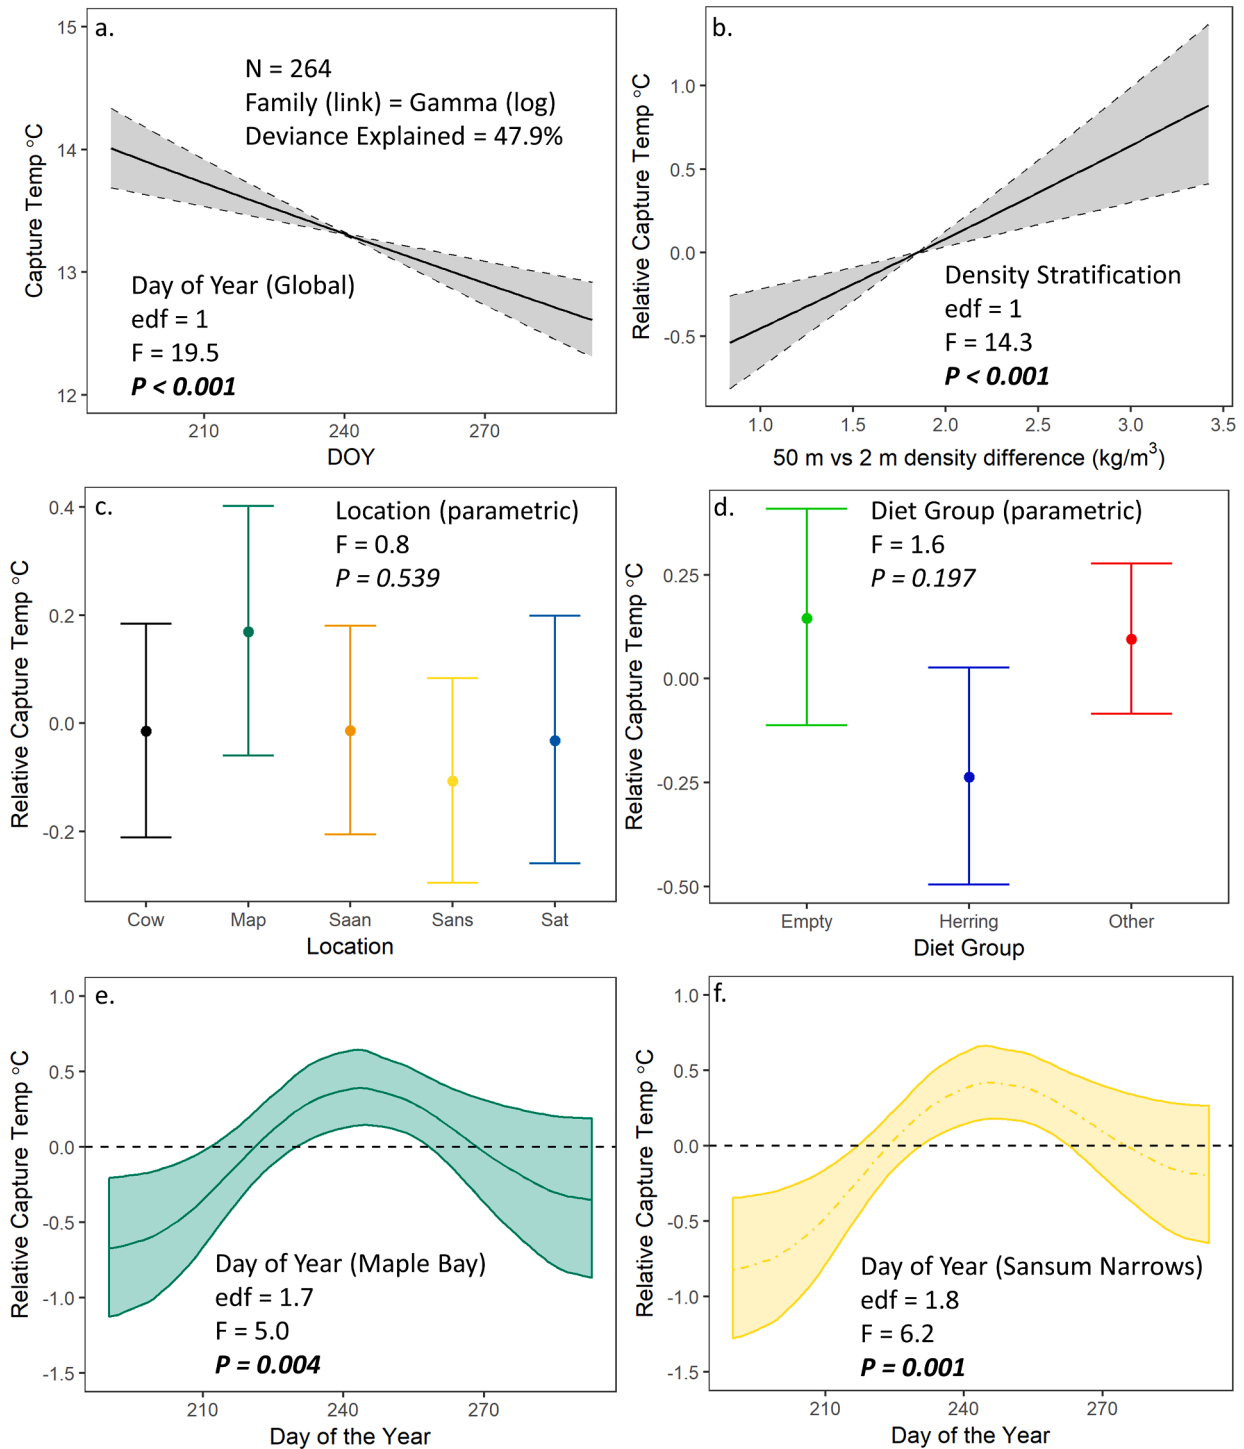 a.
N = 264
Family (link) = Gamma (log)
Deviance Explained = 47.9%
Day of Year (Global)
edf = 1
F = 19.5
P < 0.001
Capture Temp °C
15
14
13
12
210 240 270
DOY
b.
Density Stratification
edf = 1
F = 14.3
P < 0.001
Relative Capture Temp °C
1.0
0.5
0.0
-0.5
1.0 1.5 2.0 2.5 3.0 3.5
50 m vs 2 m density difference (kg/m³)
c.
Location (parametric)
F = 0.8
P = 0.539
Relative Capture Temp °C
0.4
0.2
0.0
-0.2
Cow Map Saan Sans Sat
Location
d.
Diet Group (parametric)
F = 1.6
P = 0.197
Relative Capture Temp °C
0.25
0.00
-0.25
-0.50
Empty Herring Other
Diet Group
e.
Day of Year (Maple Bay)
edf = 1.7
F = 5.0
P = 0.004
Relative Capture Temp °C
1.0
0.5
0.0
-0.5
-1.0
-1.5
210 240 270
Day of the Year
f.
Day of Year (Sansum Narrows)
edf = 1.8
F = 6.2
P = 0.001
Relative Capture Temp °C
1.0
0.5
0.0
-0.5
-1.0
-1.5
210 240 270
Day of the Year